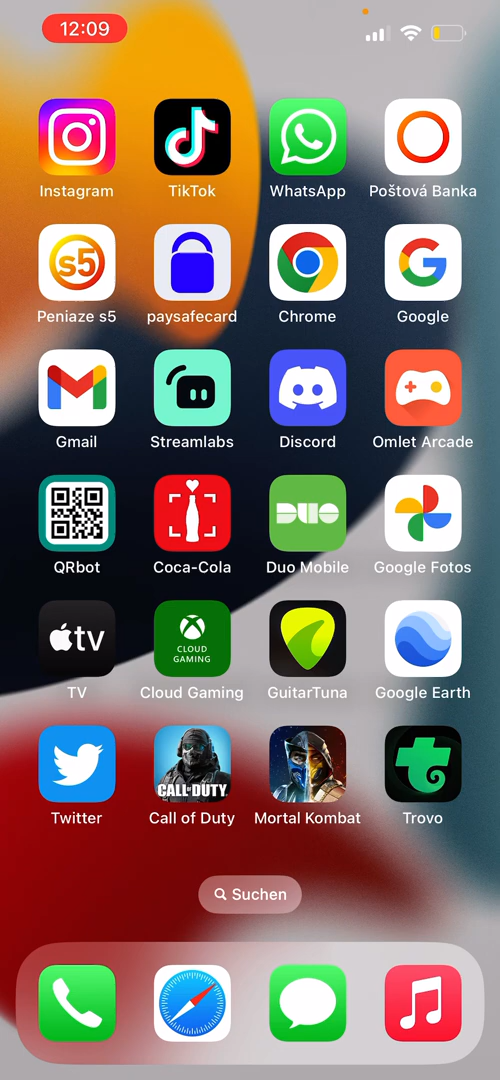 12:09
Instagram TikTok WhatsApp Poštová Banka
s5
Peniaze s5 paysafecard Chrome Google
Gmail Streamlabs Discord Omlet Arcade
DUO
QRbot Coca-Cola Duo Mobile Google Fotos
tv CLOUD
GAMING
TV Cloud Gaming GuitarTuna Google Earth
CALL OF DUTY
Twitter Call of Duty Mortal Kombat Trovo
Suchen